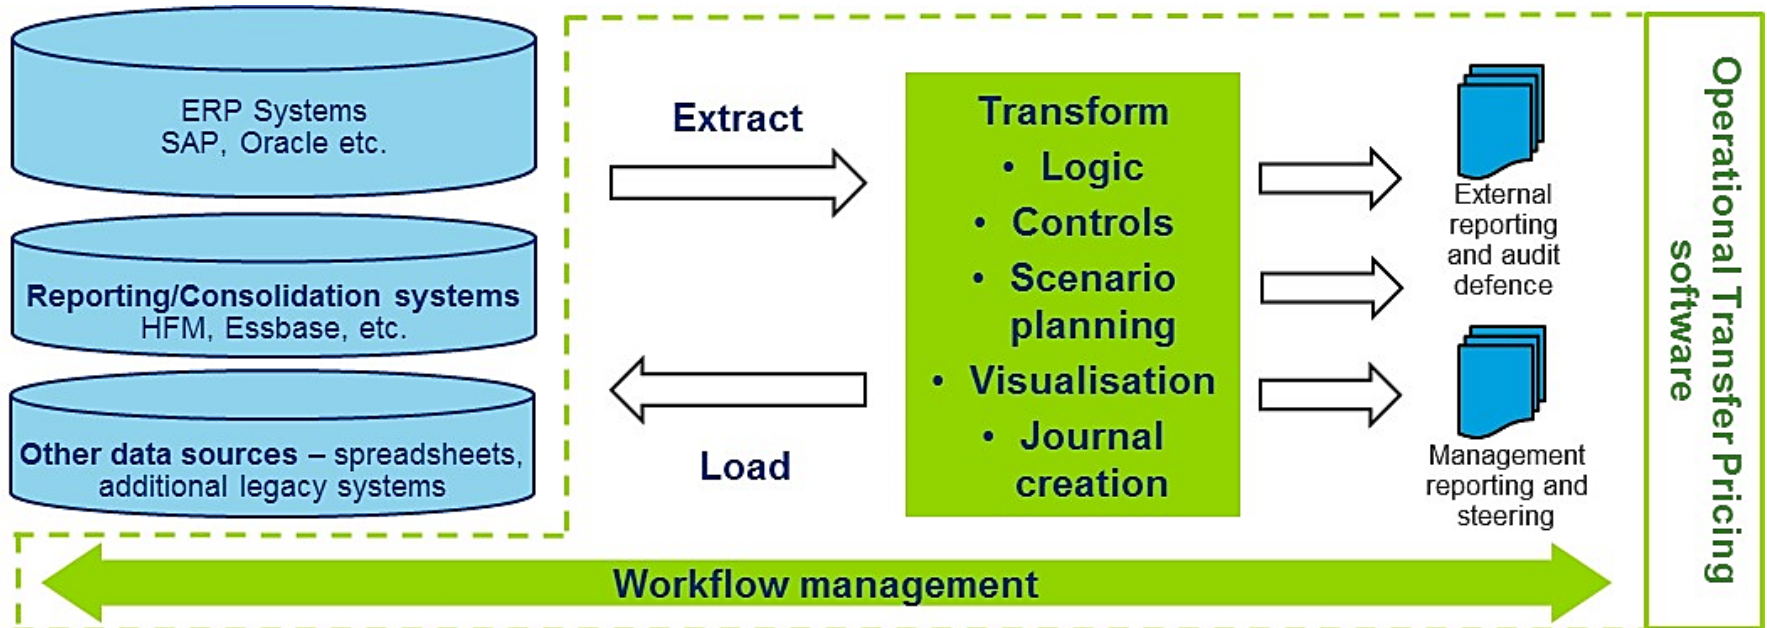 ERP Systems
SAP, Oracle etc.
Reporting/Consolidation systems
HFM, Essbase, etc.
Other data sources – spreadsheets,
additional legacy systems
Extract
Load
Transform
• Logic
• Controls
• Scenario
planning
• Visualisation
• Journal
creation
External
reporting
and audit
defence
Management
reporting and
steering
Operational Transfer Pricing
software
Workflow management